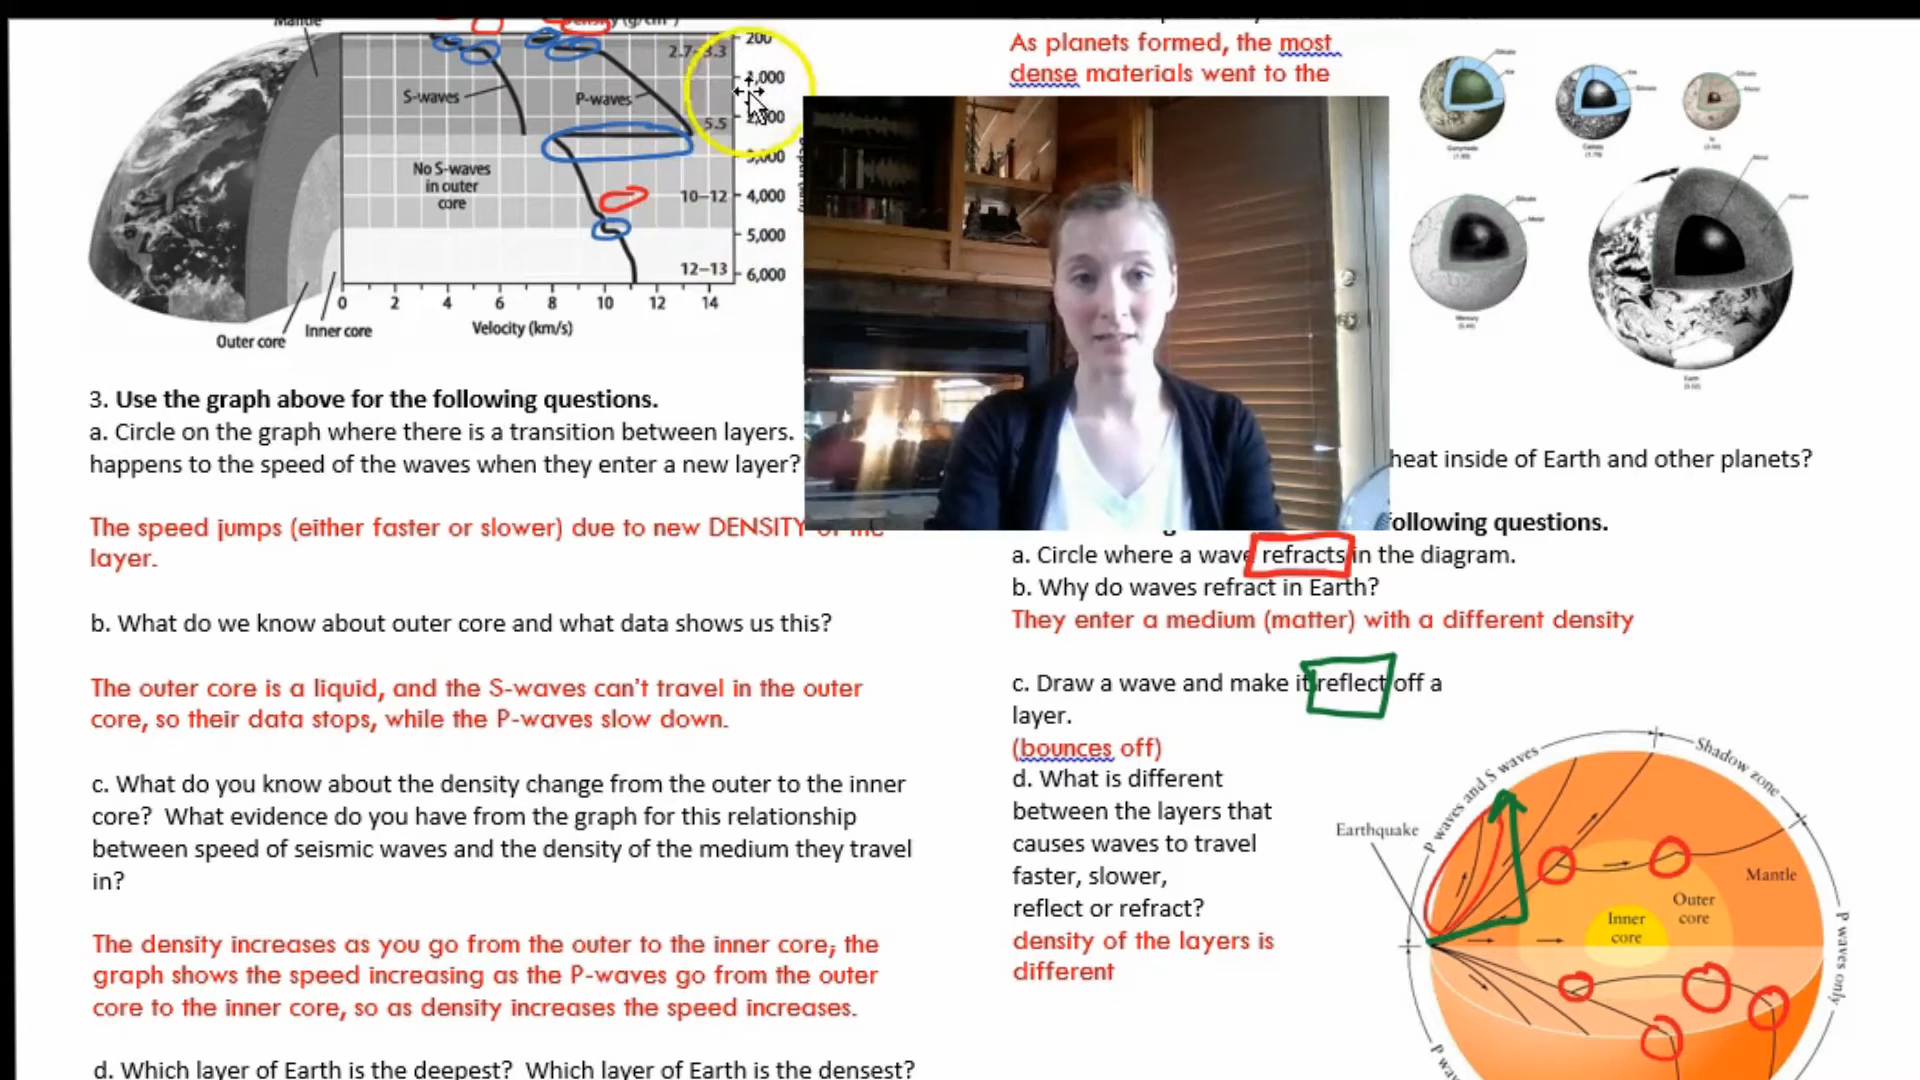 Mantle
Density (g/cm³)
200
2.7–3.3
1,000
S-waves
P-waves
2,000
5.5
3,000
No S-waves
in outer
core
10–12
4,000
5,000
12–13
6,000
0 2 4 6 8 10 12 14
Velocity (km/s)
Inner core
Outer core
3. Use the graph above for the following questions.
a. Circle on the graph where there is a transition between layers.
happens to the speed of the waves when they enter a new layer?
The speed jumps (either faster or slower) due to new DENSITY
layer.
b. What do we know about outer core and what data shows us this?
The outer core is a liquid, and the S-waves can't travel in the outer
core, so their data stops, while the P-waves slow down.
c. What do you know about the density change from the outer to the inner
core?  What evidence do you have from the graph for this relationship
between speed of seismic waves and the density of the medium they travel
in?
The density increases as you go from the outer to the inner core; the
graph shows the speed increasing as the P-waves go from the outer
core to the inner core, so as density increases the speed increases.
d. Which layer of Earth is the deepest?  Which layer of Earth is the densest?
As planets formed, the most
dense materials went to the
Silicate
Metal
Ganymede
Mercury
Earth
heat inside of Earth and other planets?
following questions.
a. Circle where a wave refracts in the diagram.
b. Why do waves refract in Earth?
They enter a medium (matter) with a different density
c. Draw a wave and make it reflect off a
layer.
(bounces off)
d. What is different
between the layers that
causes waves to travel
faster, slower,
reflect or refract?
density of the layers is
different
P waves and S waves
Shadow zone
Earthquake
Mantle
Outer
core
Inner
core
P waves only
P wav